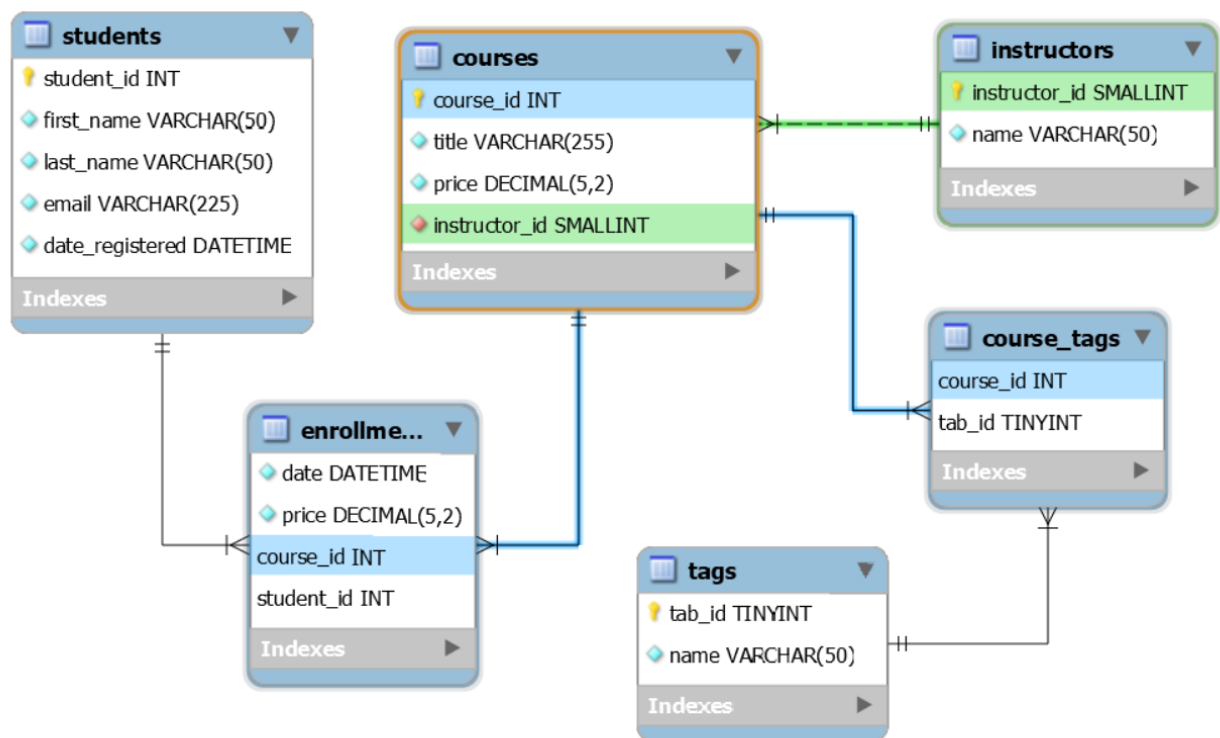 students
student_id INT
first_name VARCHAR(50)
last_name VARCHAR(50)
email VARCHAR(225)
date_registered DATETIME
Indexes
courses
course_id INT
title VARCHAR(255)
price DECIMAL(5,2)
instructor_id SMALLINT
Indexes
instructors
instructor_id SMALLINT
name VARCHAR(50)
Indexes
course_tags
course_id INT
tab_id TINYINT
Indexes
enrollme...
date DATETIME
price DECIMAL(5,2)
course_id INT
student_id INT
Indexes
tags
tab_id TINYINT
name VARCHAR(50)
Indexes